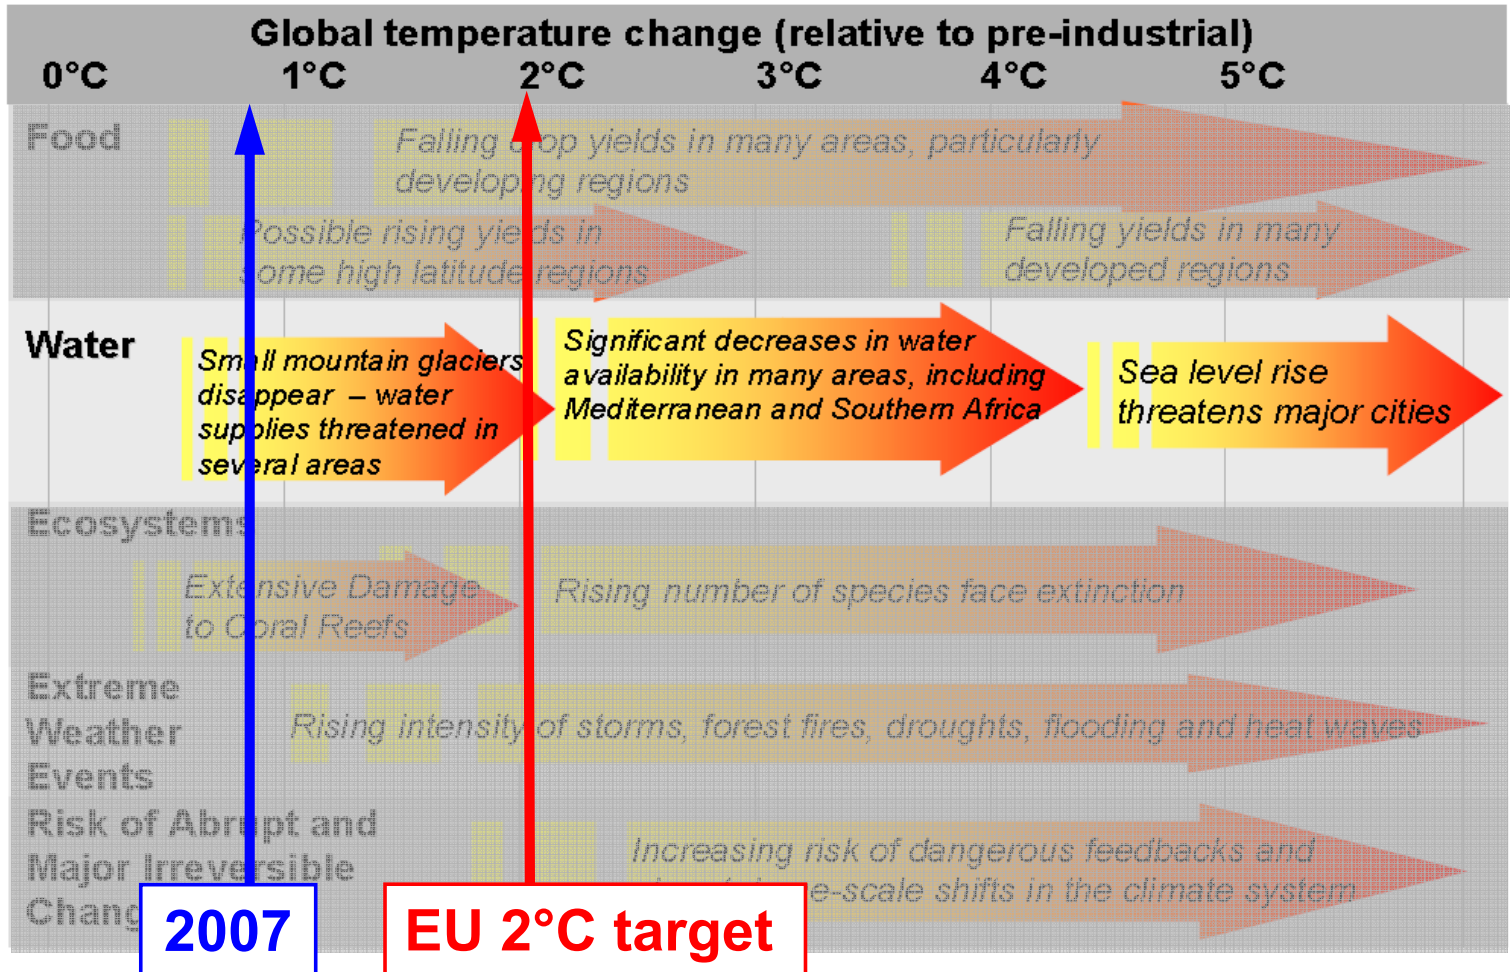 Global temperature change (relative to pre-industrial)
0°C 1°C 2°C 3°C 4°C 5°C
Food
Falling crop yields in many areas, particularly
developing regions
Possible rising yields in
some high latitude regions
Falling yields in many
developed regions
Water
Small mountain glaciers
disappear – water
supplies threatened in
several areas
Significant decreases in water
availability in many areas, including
Mediterranean and Southern Africa
Sea level rise
threatens major cities
Ecosystems
Extensive Damage
to Coral Reefs
Rising number of species face extinction
Extreme
Weather
Events
Rising intensity of storms, forest fires, droughts, flooding and heat waves
Risk of Abrupt and
Major Irreversible
Increasing risk of dangerous feedbacks and
shifts in the climate system
2007
EU 2°C target